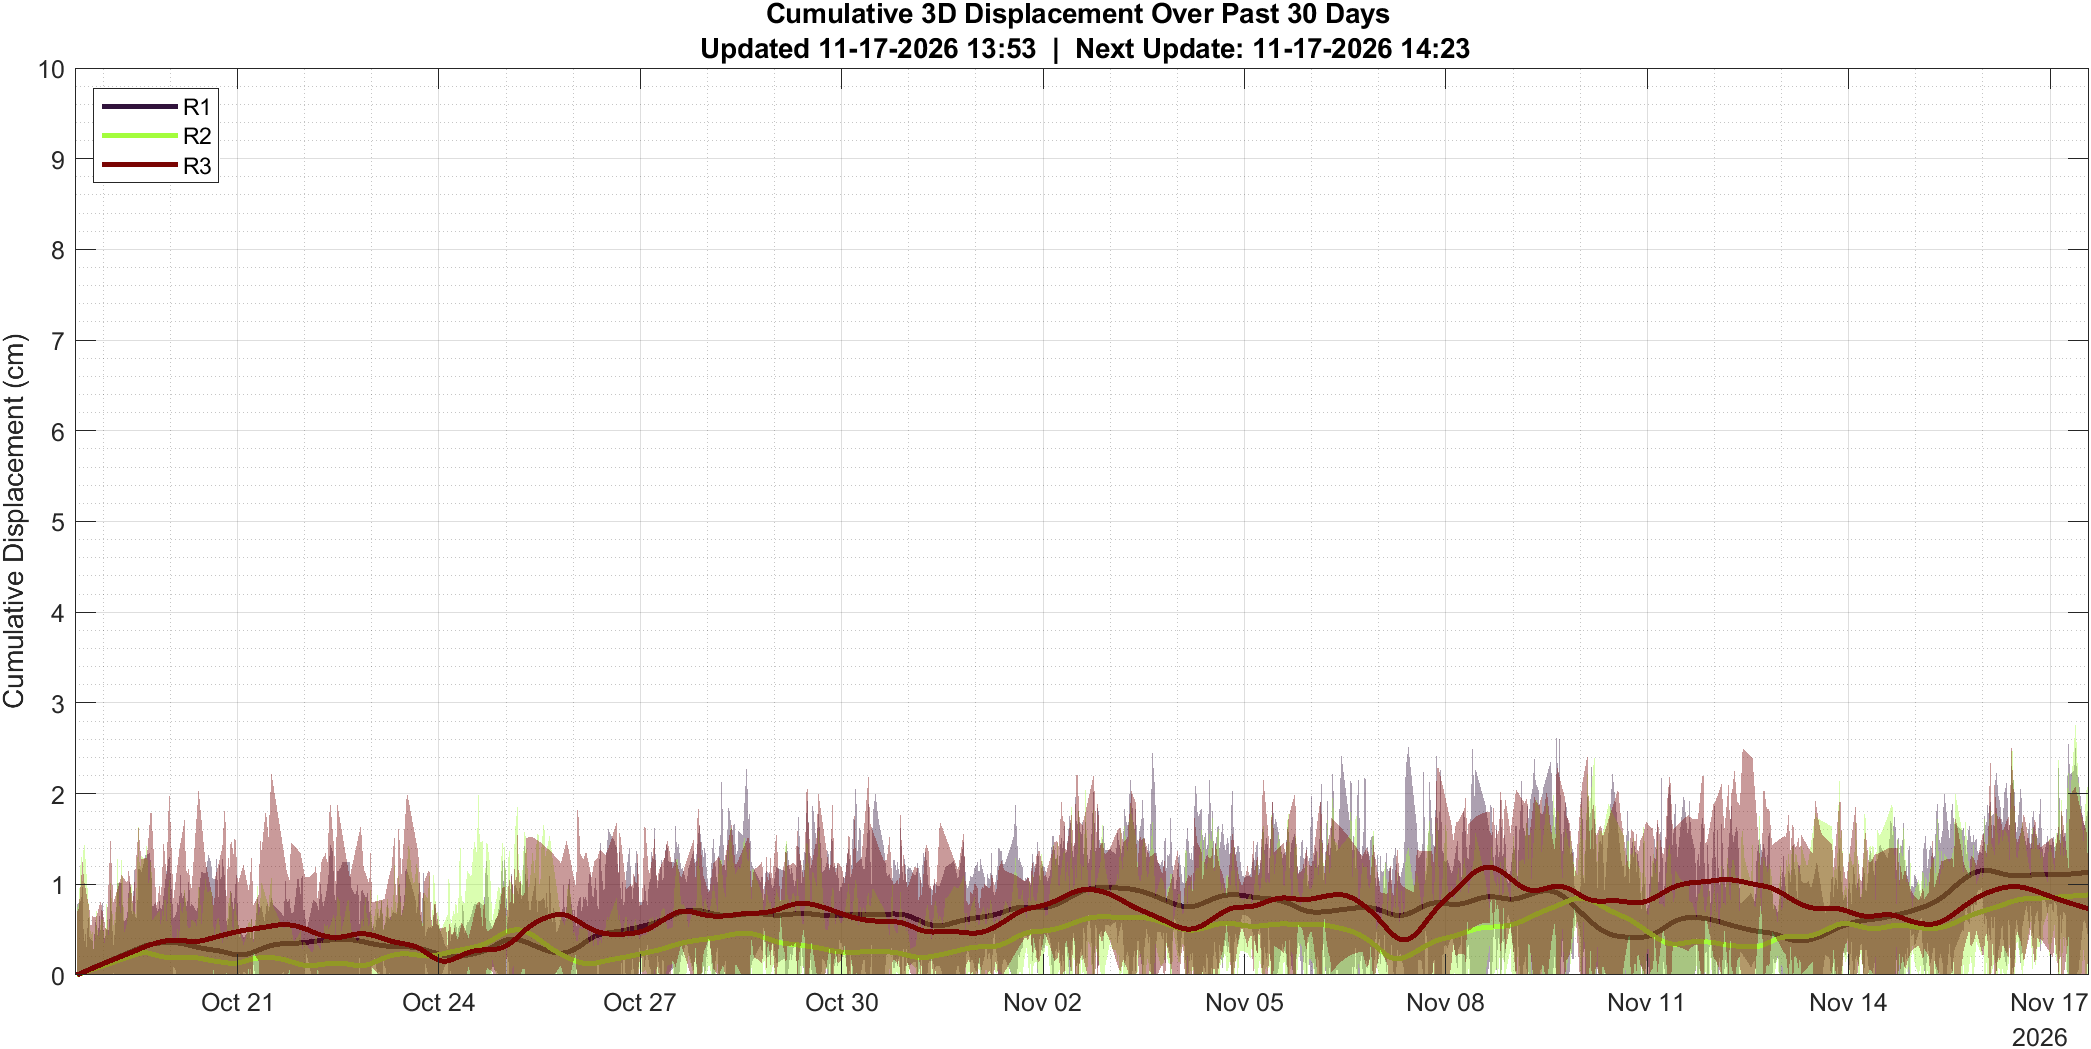 Cumulative 3D Displacement Over Past 30 Days
Updated 11-17-2026 13:53 | Next Update: 11-17-2026 14:23
Cumulative Displacement (cm)
10
9
8
7
6
5
4
3
2
1
0
R1
R2
R3
Oct 21
Oct 24
Oct 27
Oct 30
Nov 02
Nov 05
Nov 08
Nov 11
Nov 14
Nov 17
2026